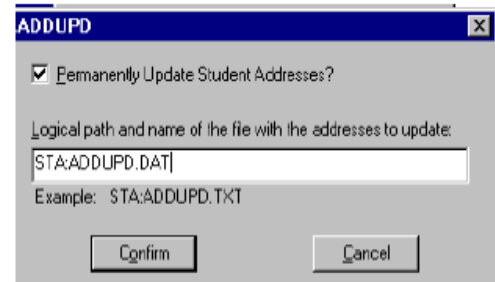 ADDUPD
Permanently Update Student Addresses?
Logical path and name of the file with the addresses to update:
STA:ADDUPD.DAT
Example: STA:ADDUPD.TXT
Confirm Cancel